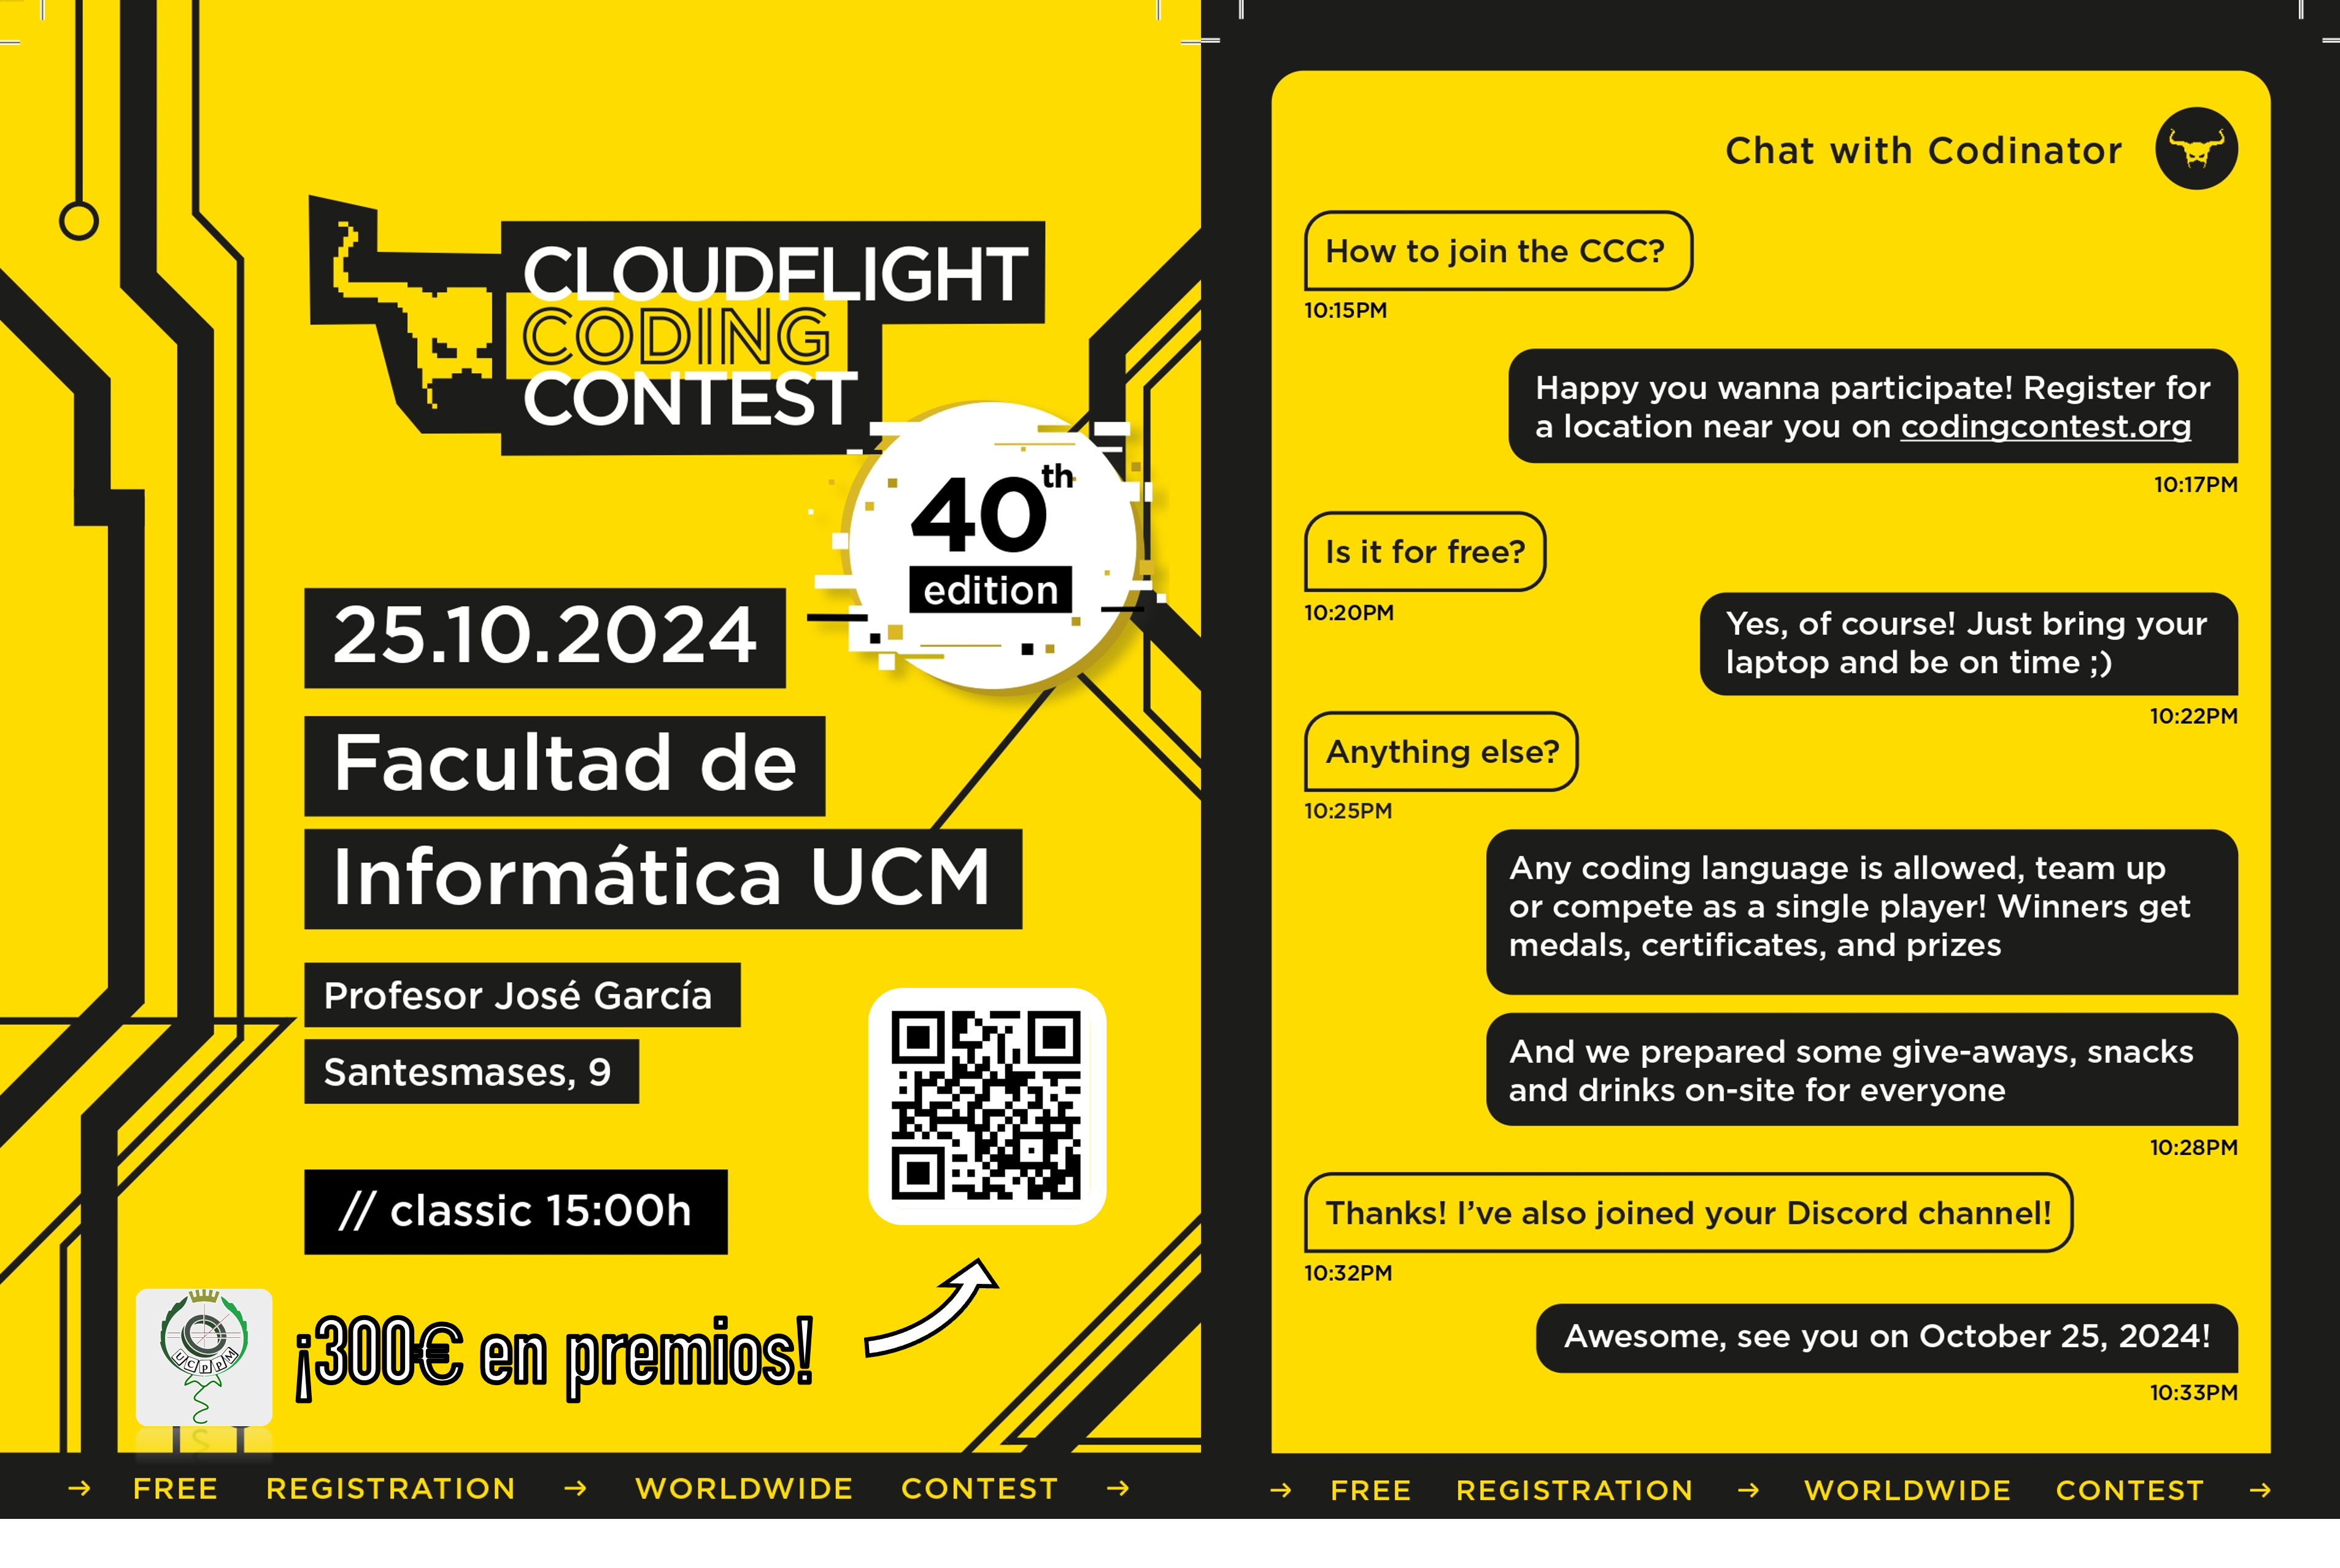 CLOUDFLIGHT
CODING
CONTEST
40th
edition
25.10.2024
Facultad de
Informática UCM
Profesor José García
Santesmases, 9
// classic 15:00h
UCPPM
¡300€ en premios!
→ FREE REGISTRATION → WORLDWIDE CONTEST →
Chat with Codinator
How to join the CCC?
10:15PM
Happy you wanna participate! Register for
a location near you on codingcontest.org
10:17PM
Is it for free?
10:20PM
Yes, of course! Just bring your
laptop and be on time ;)
10:22PM
Anything else?
10:25PM
Any coding language is allowed, team up
or compete as a single player! Winners get
medals, certificates, and prizes
And we prepared some give-aways, snacks
and drinks on-site for everyone
10:28PM
Thanks! I’ve also joined your Discord channel!
10:32PM
Awesome, see you on October 25, 2024!
10:33PM
→ FREE REGISTRATION → WORLDWIDE CONTEST →